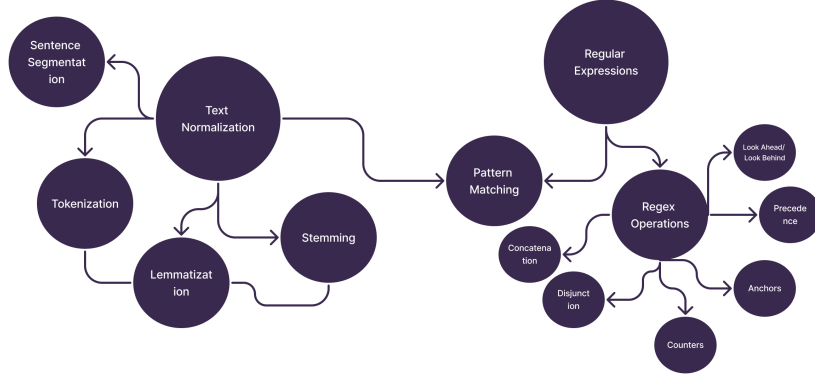 Sentence
Segmentat
ion
Regular
Expressions
Text
Normalization
Look Ahead/
Look Behind
Pattern
Matching
Tokenization
Regex
Operations
Precede
nce
Stemming
Concatena
tion
Lemmatizat
ion
Disjunct
ion
Anchors
Counters